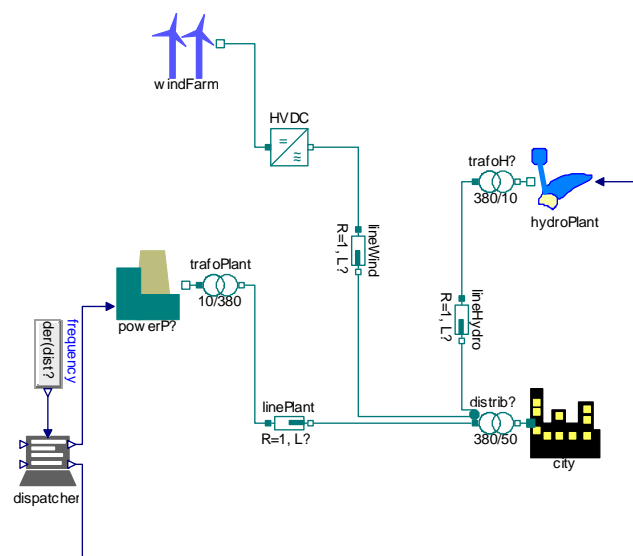 windFarm
HVDC
=
≈
trafoH?
380/10
hydroPlant
lineWind
R=1, L?
trafoPlant
10/380
powerP?
lineHydro
R=1, L?
der(dist?
frequency
linePlant
R=1, L?
distrib?
380/50
city
dispatcher